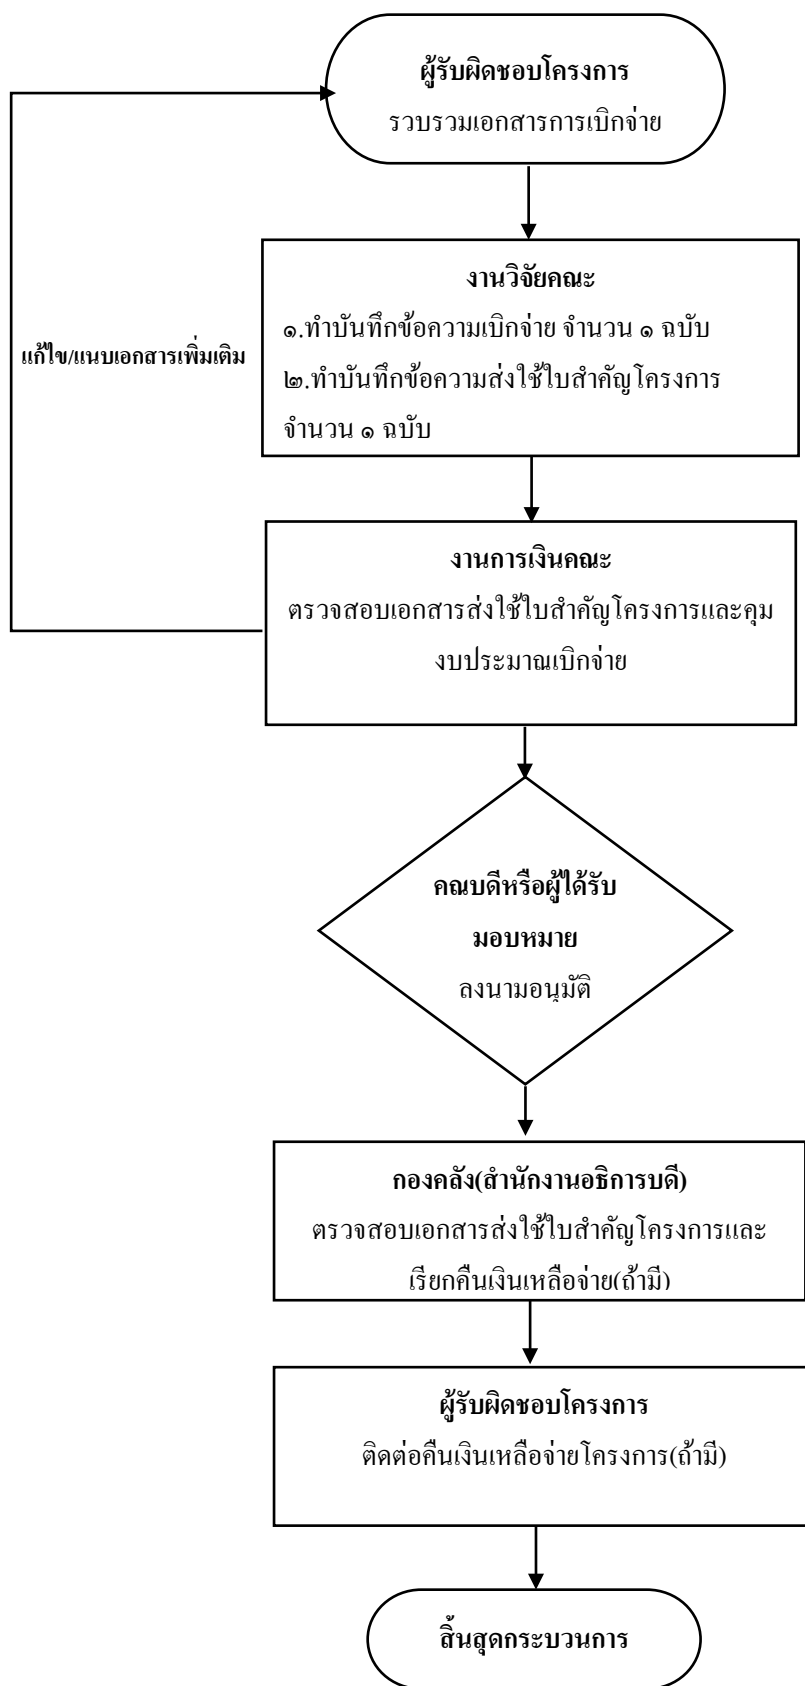 ผู้รับผิดชอบโครงการ
รวบรวมเอกสารการเบิกจ่าย
งานวิจัยคณะ
๑.ทำบันทึกข้อความเบิกจ่าย จำนวน ๑ ฉบับ
๒.ทำบันทึกข้อความส่งใช้ใบสำคัญโครงการ
จำนวน ๑ ฉบับ
แก้ไข/แนบเอกสารเพิ่มเติม
งานการเงินคณะ
ตรวจสอบเอกสารส่งใช้ใบสำคัญโครงการและคุม
งบประมาณเบิกจ่าย
คณบดีหรือผู้ได้รับ
มอบหมาย
ลงนามอนุมัติ
กองคลัง(สำนักงานอธิการบดี)
ตรวจสอบเอกสารส่งใช้ใบสำคัญโครงการและ
เรียกคืนเงินเหลือจ่าย(ถ้ามี)
ผู้รับผิดชอบโครงการ
ติดต่อคืนเงินเหลือจ่ายโครงการ(ถ้ามี)
สิ้นสุดกระบวนการ